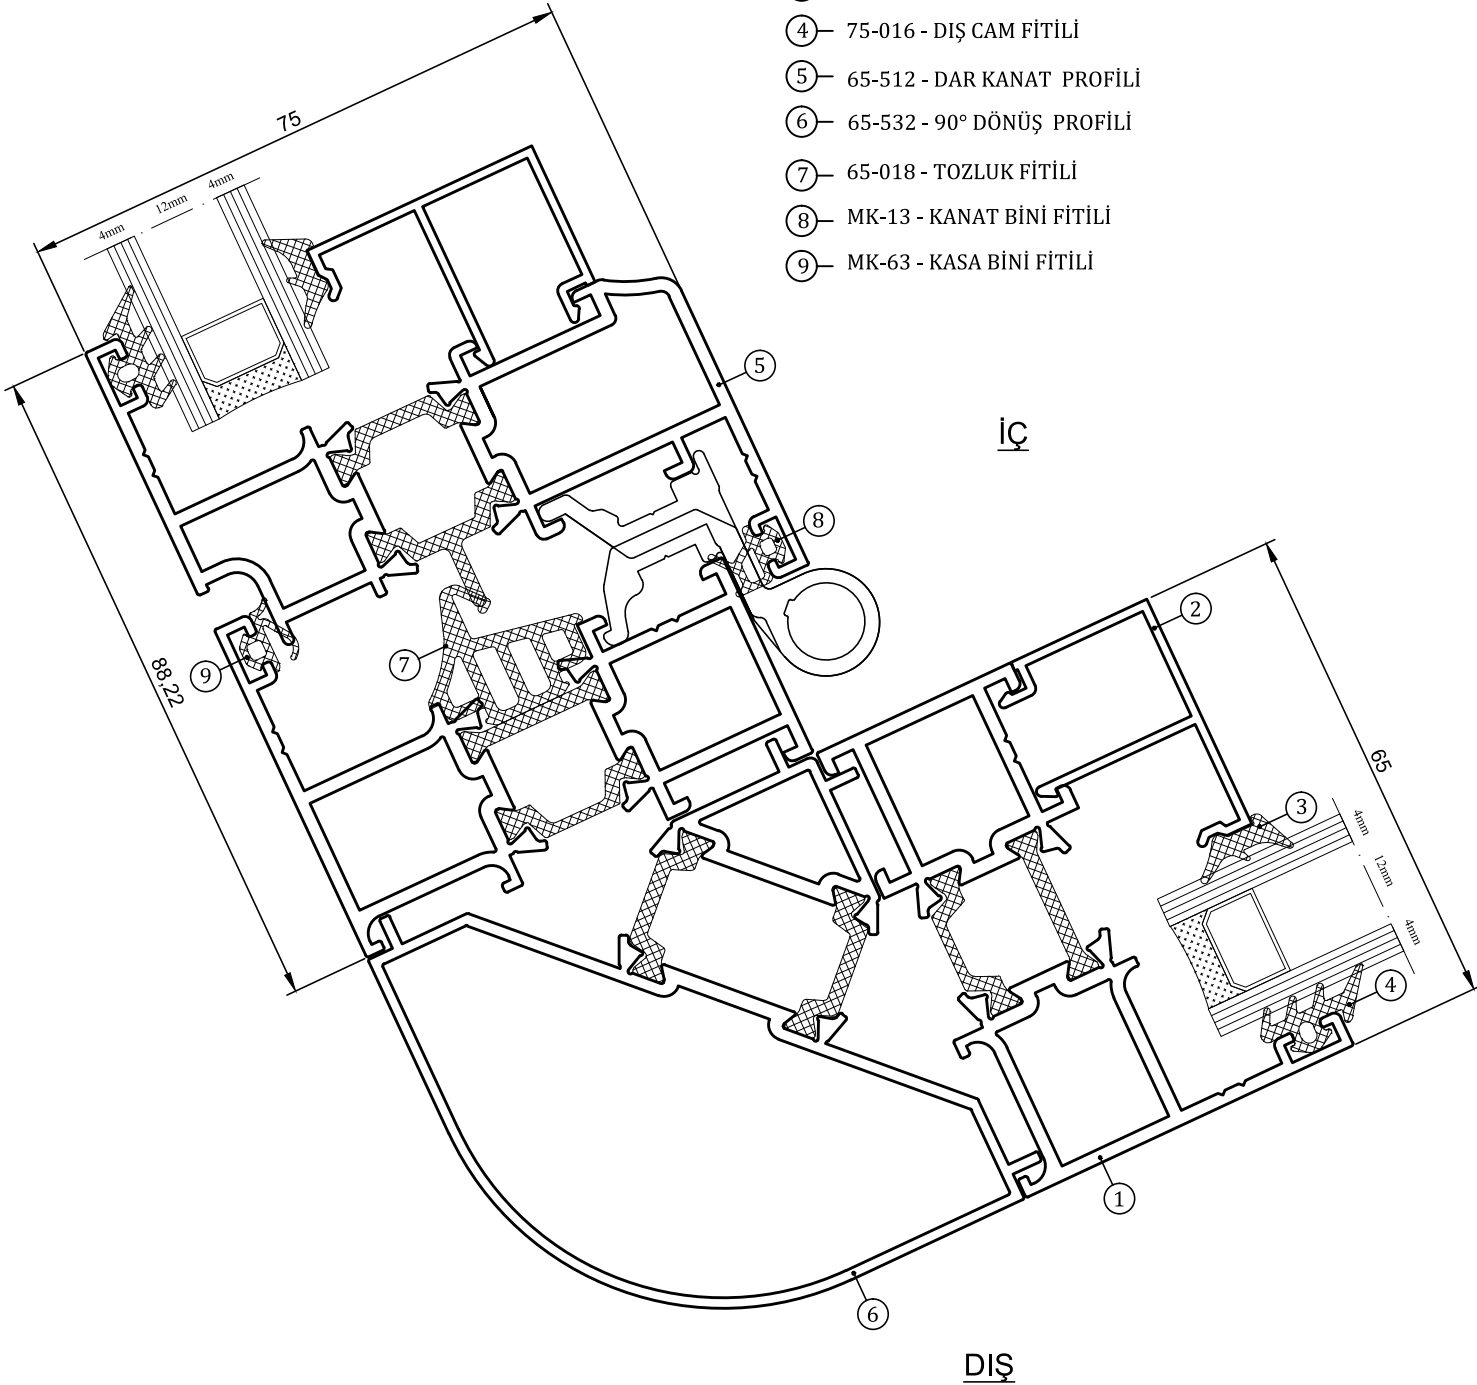 ④ 75-016 - DIŞ CAM FİTİLİ
⑤ 65-512 - DAR KANAT PROFİLİ
⑥ 65-532 - 90° DÖNÜŞ PROFİLİ
⑦ 65-018 - TOZLUK FİTİLİ
⑧ MK-13 - KANAT BİNİ FİTİLİ
⑨ MK-63 - KASA BİNİ FİTİLİ
75
4mm
12mm
4mm
5
İÇ
8
2
9
7
88,22
65
3
4mm
12mm
4mm
4
1
6
DIŞ